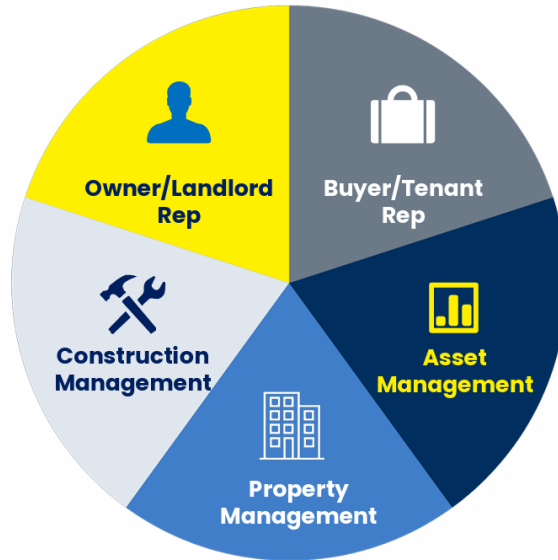 Owner/Landlord
Rep
Buyer/Tenant
Rep
Asset
Management
Property
Management
Construction
Management